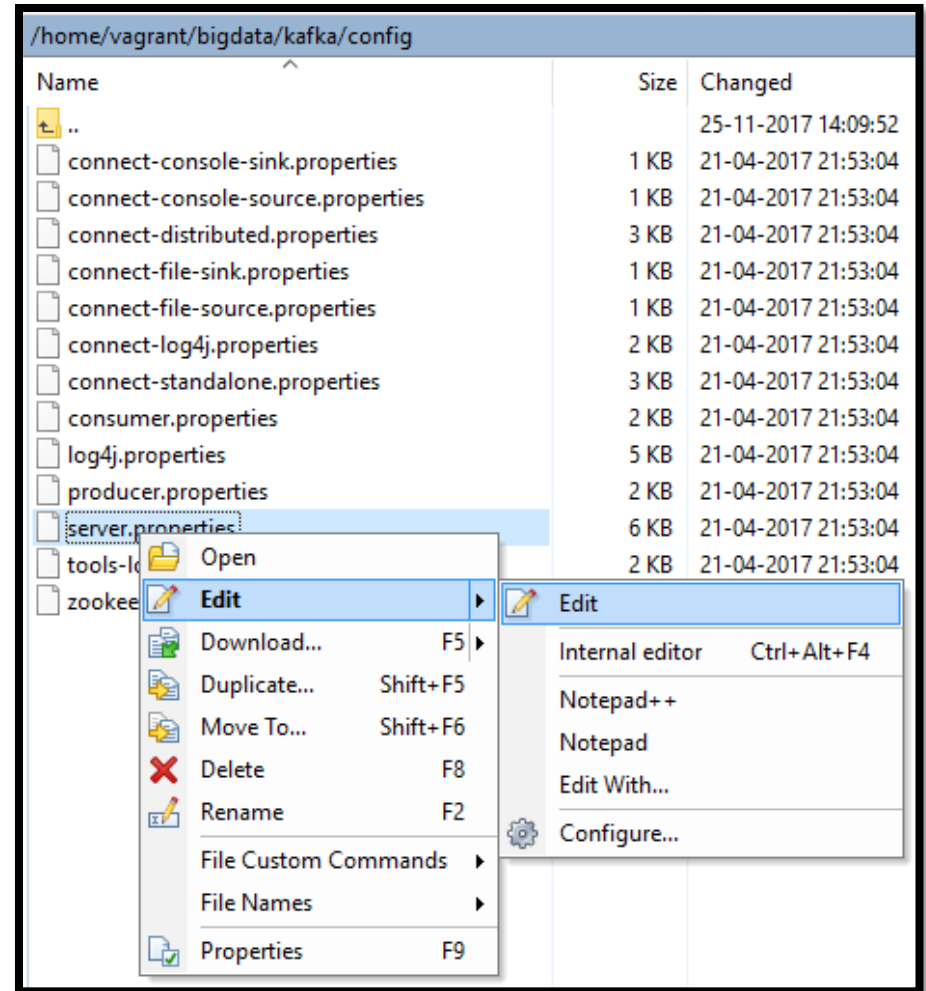 /home/vagrant/bigdata/kafka/config
Name Size Changed
.. 25-11-2017 14:09:52
connect-console-sink.properties 1 KB 21-04-2017 21:53:04
connect-console-source.properties 1 KB 21-04-2017 21:53:04
connect-distributed.properties 3 KB 21-04-2017 21:53:04
connect-file-sink.properties 1 KB 21-04-2017 21:53:04
connect-file-source.properties 1 KB 21-04-2017 21:53:04
connect-log4j.properties 2 KB 21-04-2017 21:53:04
connect-standalone.properties 3 KB 21-04-2017 21:53:04
consumer.properties 2 KB 21-04-2017 21:53:04
log4j.properties 5 KB 21-04-2017 21:53:04
producer.properties 2 KB 21-04-2017 21:53:04
server.properties 6 KB 21-04-2017 21:53:04
tools-lo 2 KB 21-04-2017 21:53:04
zookee
Open
Edit
Download... F5
Duplicate... Shift+F5
Move To... Shift+F6
Delete F8
Rename F2
File Custom Commands
File Names
Properties F9
Edit
Internal editor Ctrl+Alt+F4
Notepad++
Notepad
Edit With...
Configure...